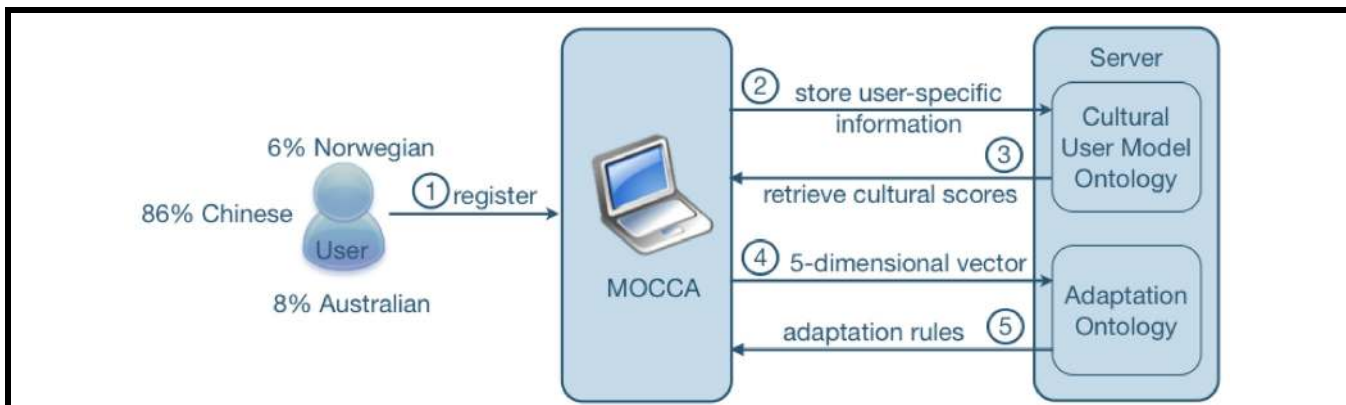 6% Norwegian
86% Chinese
User
8% Australian
1 register
MOCCA
2 store user-specific
information
3
retrieve cultural scores
4 5-dimensional vector
adaptation rules 5
Server
Cultural
User Model
Ontology
Adaptation
Ontology